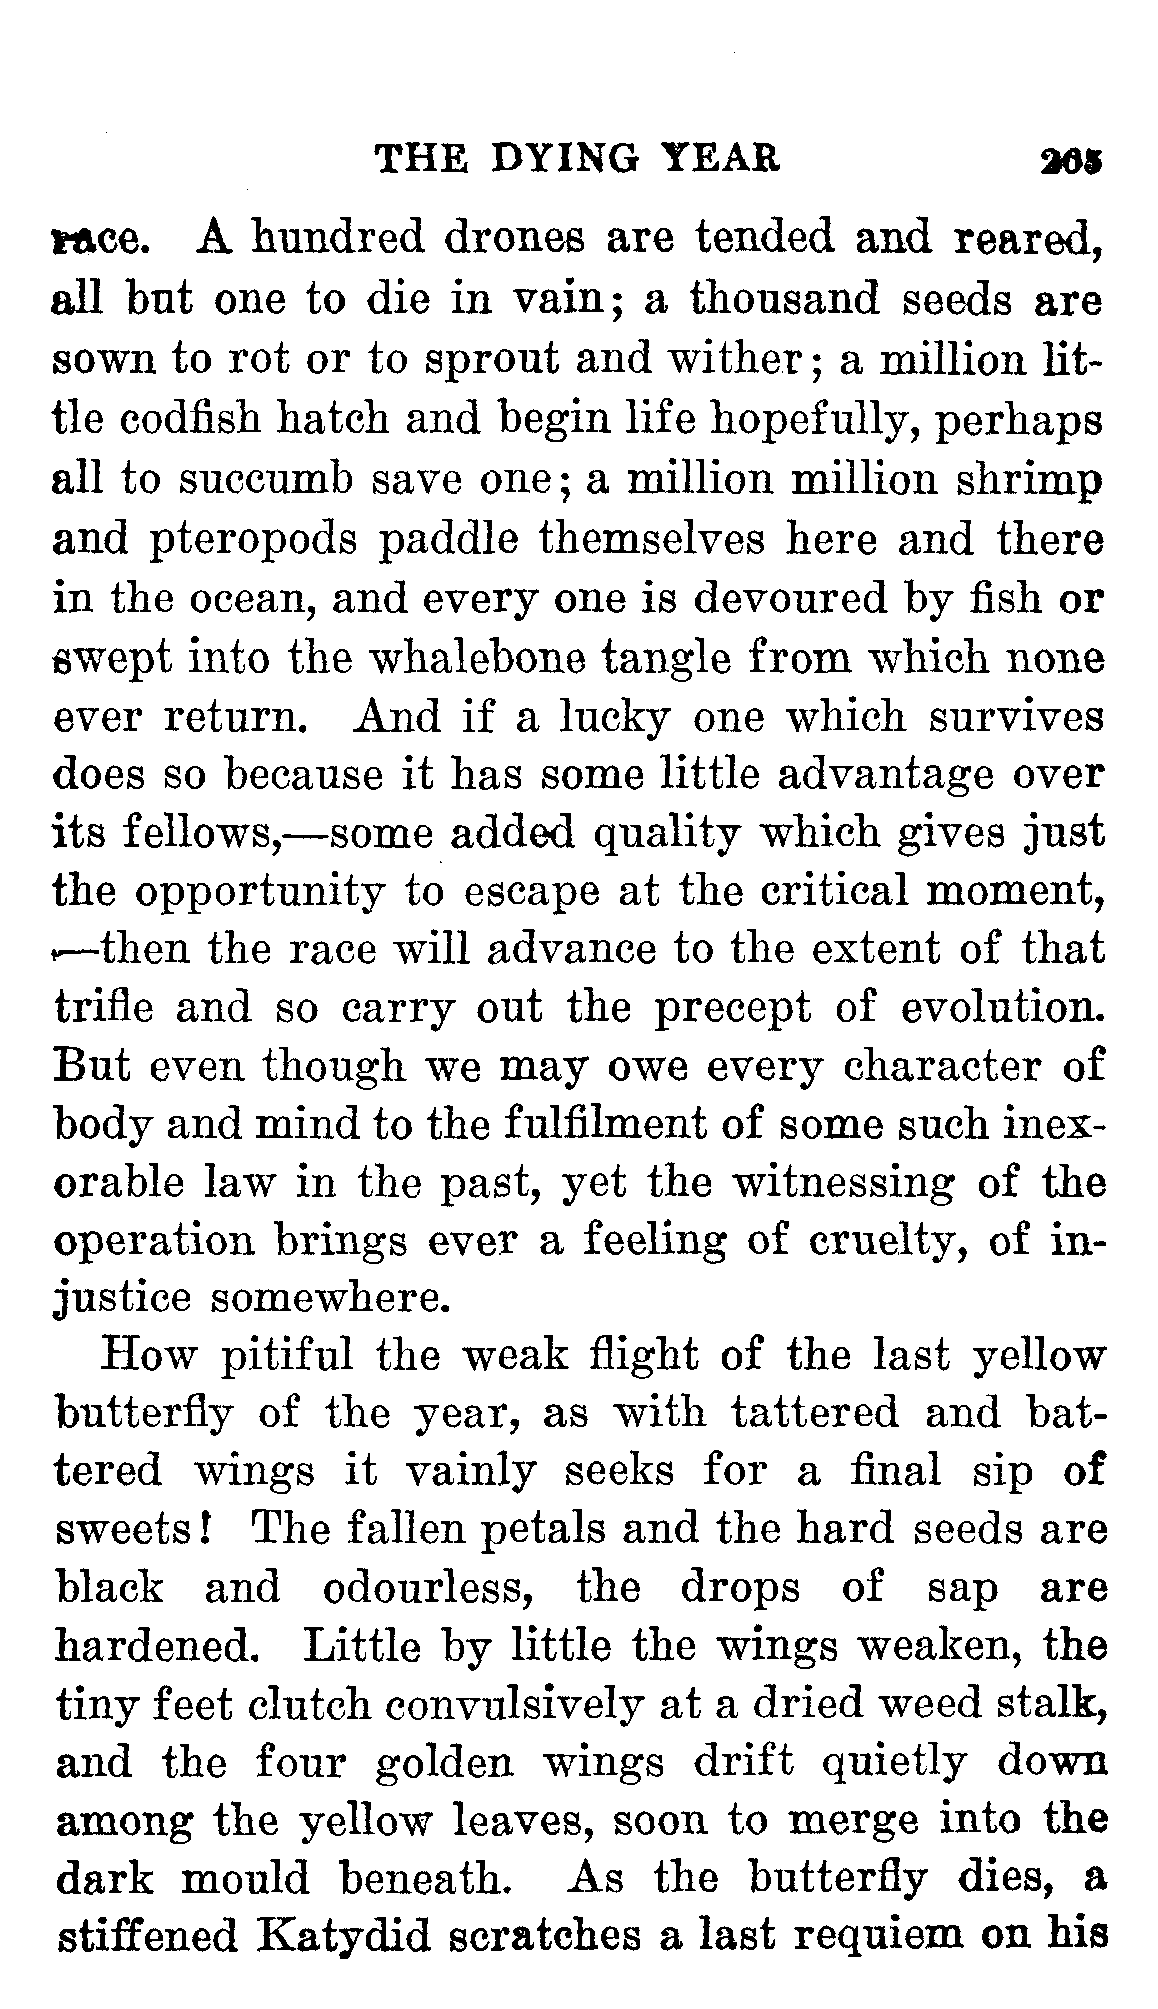 THE DYING YEAR 265
race. A hundred drones are tended and reared,
all but one to die in vain; a thousand seeds are
sown to rot or to sprout and wither; a million lit-
tle codfish hatch and begin life hopefully, perhaps
all to succumb save one; a million million shrimp
and pteropods paddle themselves here and there
in the ocean, and every one is devoured by fish or
swept into the whalebone tangle from which none
ever return. And if a lucky one which survives
does so because it has some little advantage over
its fellows,—some added quality which gives just
the opportunity to escape at the critical moment,
—then the race will advance to the extent of that
trifle and so carry out the precept of evolution.
But even though we may owe every character of
body and mind to the fulfilment of some such inex-
orable law in the past, yet the witnessing of the
operation brings ever a feeling of cruelty, of in-
justice somewhere.
How pitiful the weak flight of the last yellow
butterfly of the year, as with tattered and bat-
tered wings it vainly seeks for a final sip of
sweets! The fallen petals and the hard seeds are
black and odourless, the drops of sap are
hardened. Little by little the wings weaken, the
tiny feet clutch convulsively at a dried weed stalk,
and the four golden wings drift quietly down
among the yellow leaves, soon to merge into the
dark mould beneath. As the butterfly dies, a
stiffened Katydid scratches a last requiem on his